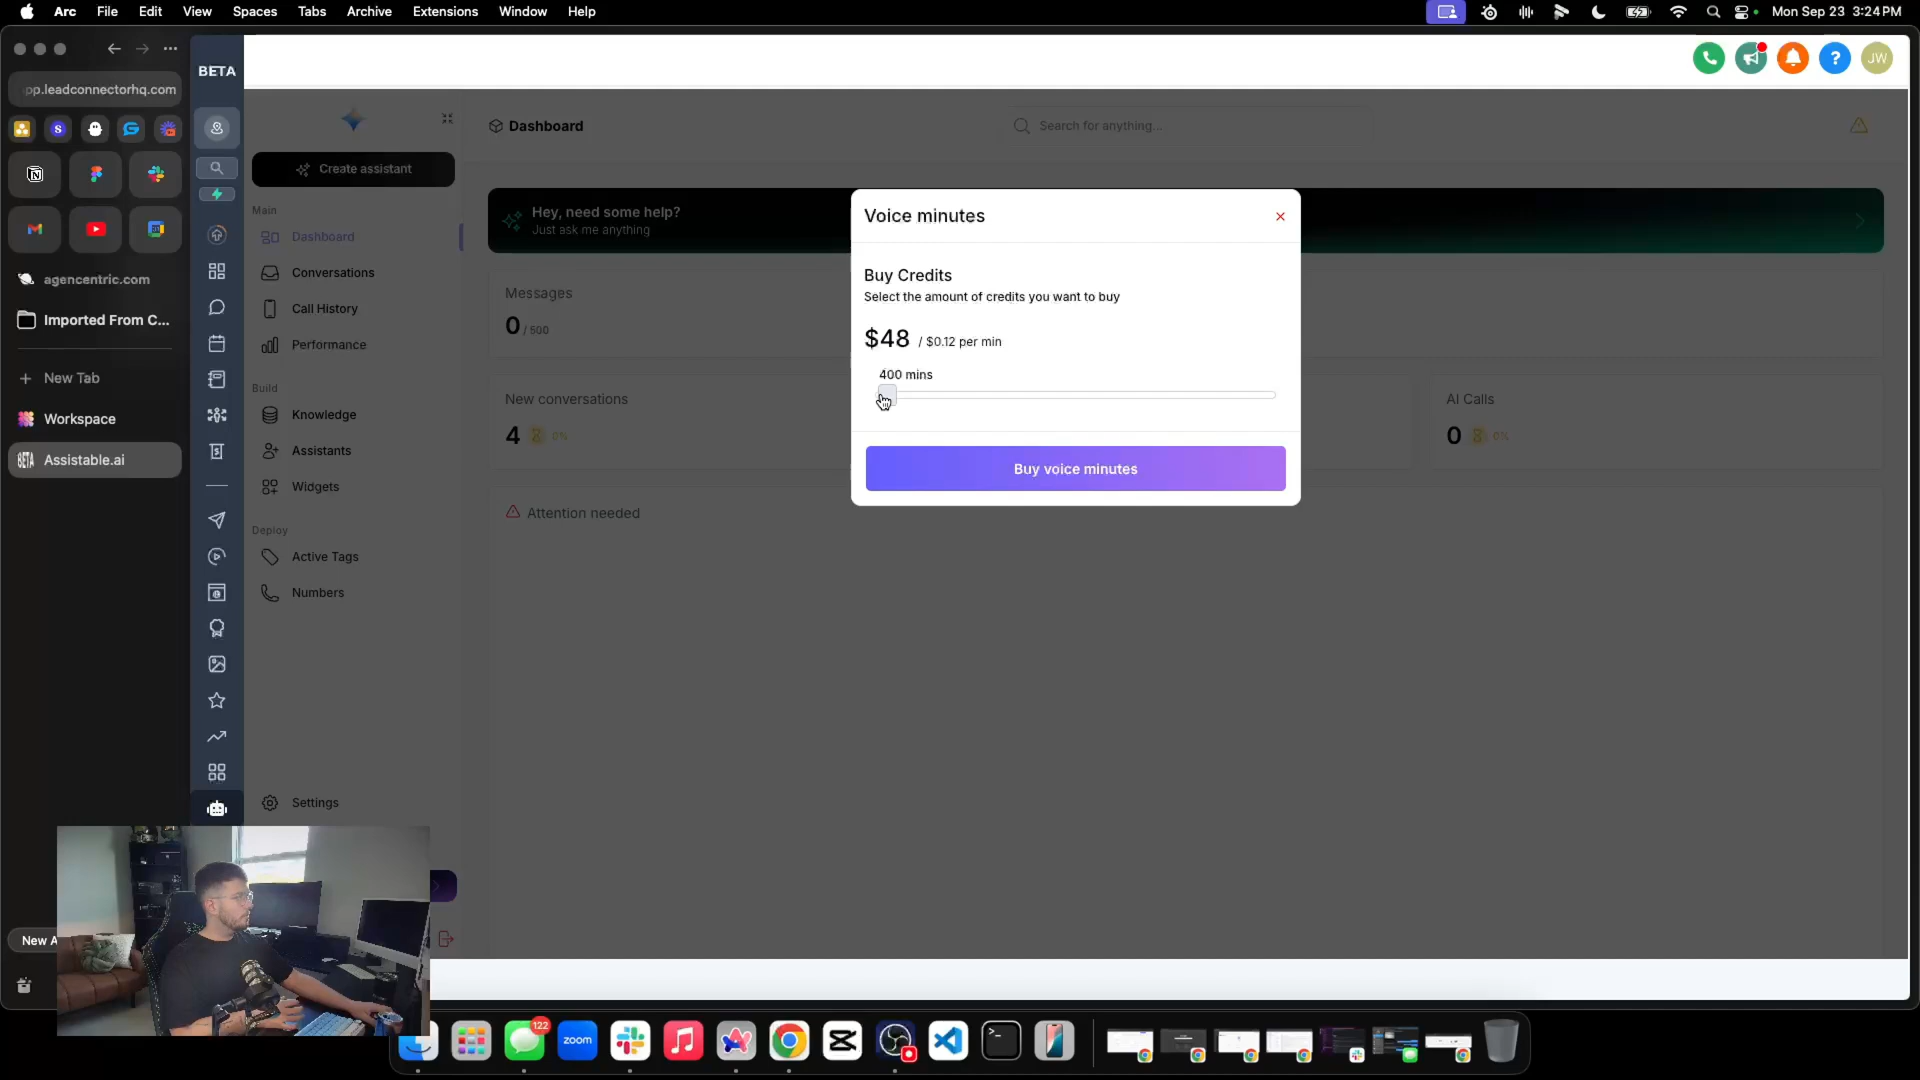 Arc File Edit View Spaces Tabs Archive Extensions Window Help
Mon Sep 23 3:24 PM
pp.leadconnectorhq.com
agencentric.com
Imported From C...
New Tab
Workspace
Assistable.ai
New A
BETA
JW
Create assistant
Main
Dashboard
Conversations
Call History
Performance
Build
Knowledge
Assistants
Widgets
Deploy
Active Tags
Numbers
Settings
Dashboard
Search for anything...
Hey, need some help?
Just ask me anything
Messages
0 / 500
New conversations
4 0%
AI Calls
0 0%
Attention needed
Voice minutes
Buy Credits
Select the amount of credits you want to buy
$48 / $0.12 per min
400 mins
Buy voice minutes
122
zoom